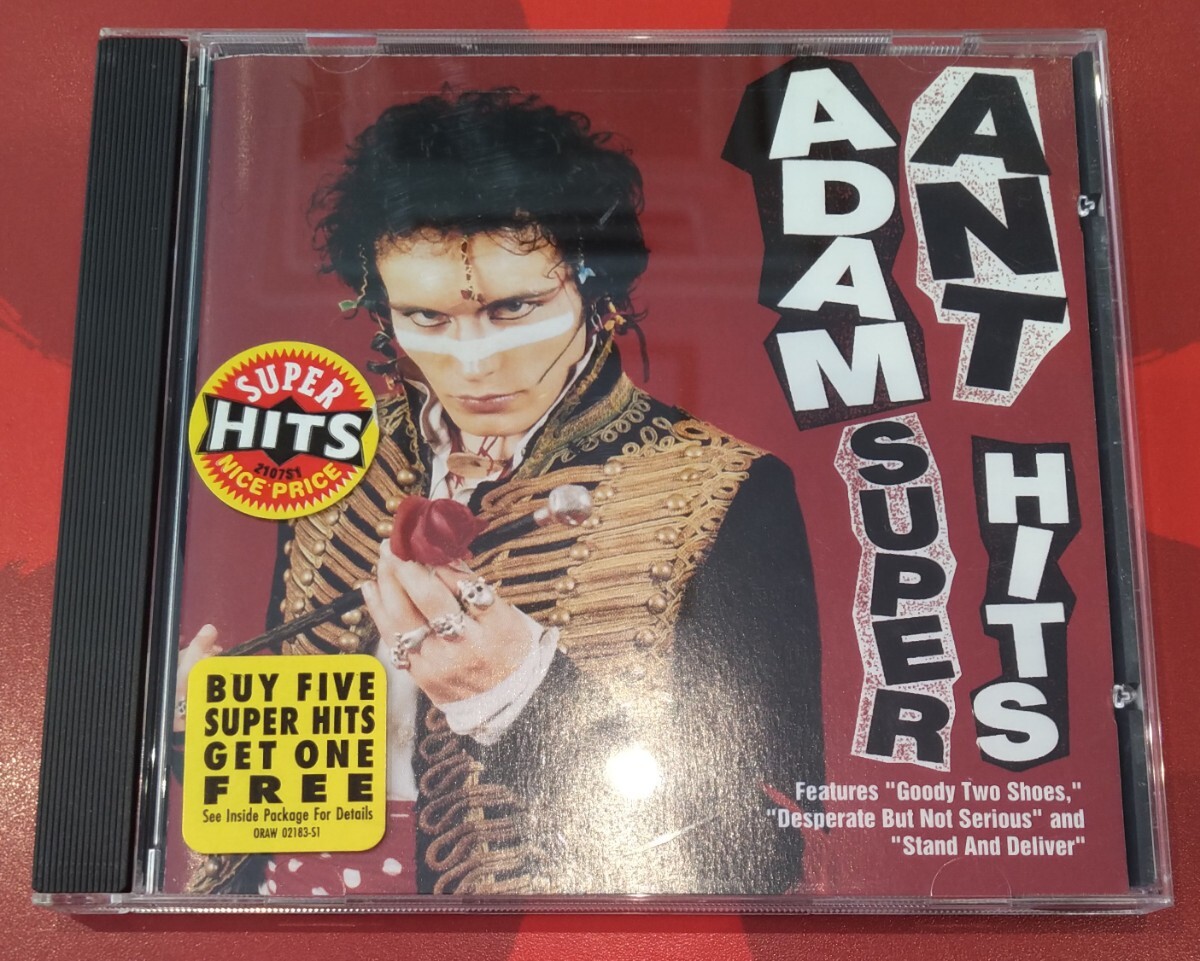 ADAM
ANT
SUPER
HITS
SUPER
HITS
2107S1
NICE PRICE
BUY FIVE
SUPER HITS
GET ONE
FREE
See Inside Package For Details
ORAW 02183-S1
Features "Goody Two Shoes,"
"Desperate But Not Serious" and
"Stand And Deliver"